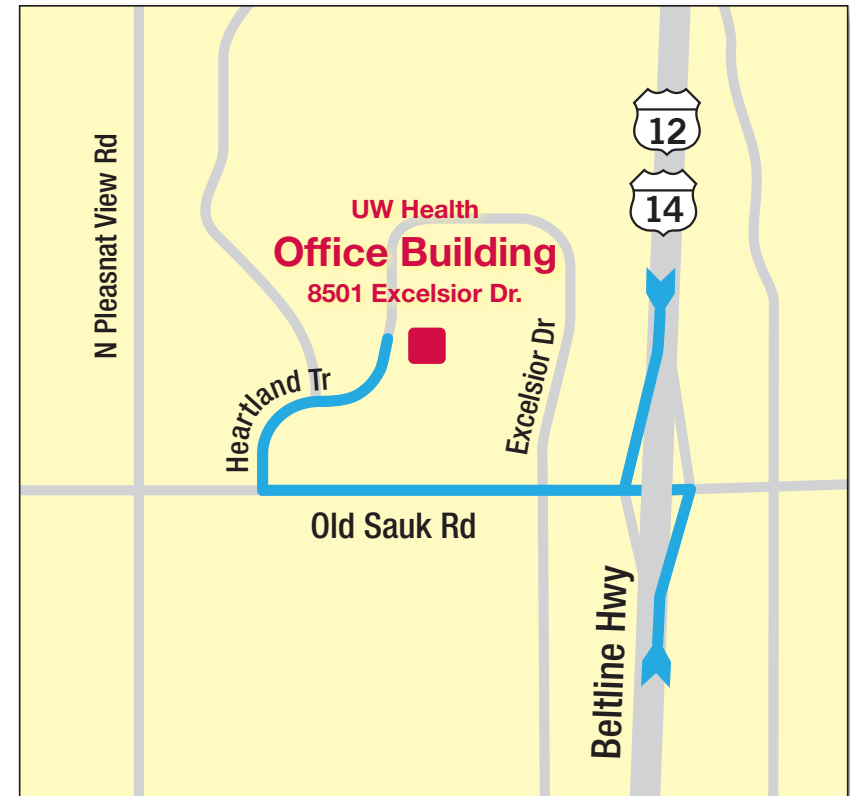 12
14
N Pleasnat View Rd
UW Health
Office Building
8501 Excelsior Dr.
Heartland Tr
Excelsior Dr
Old Sauk Rd
Beltline Hwy